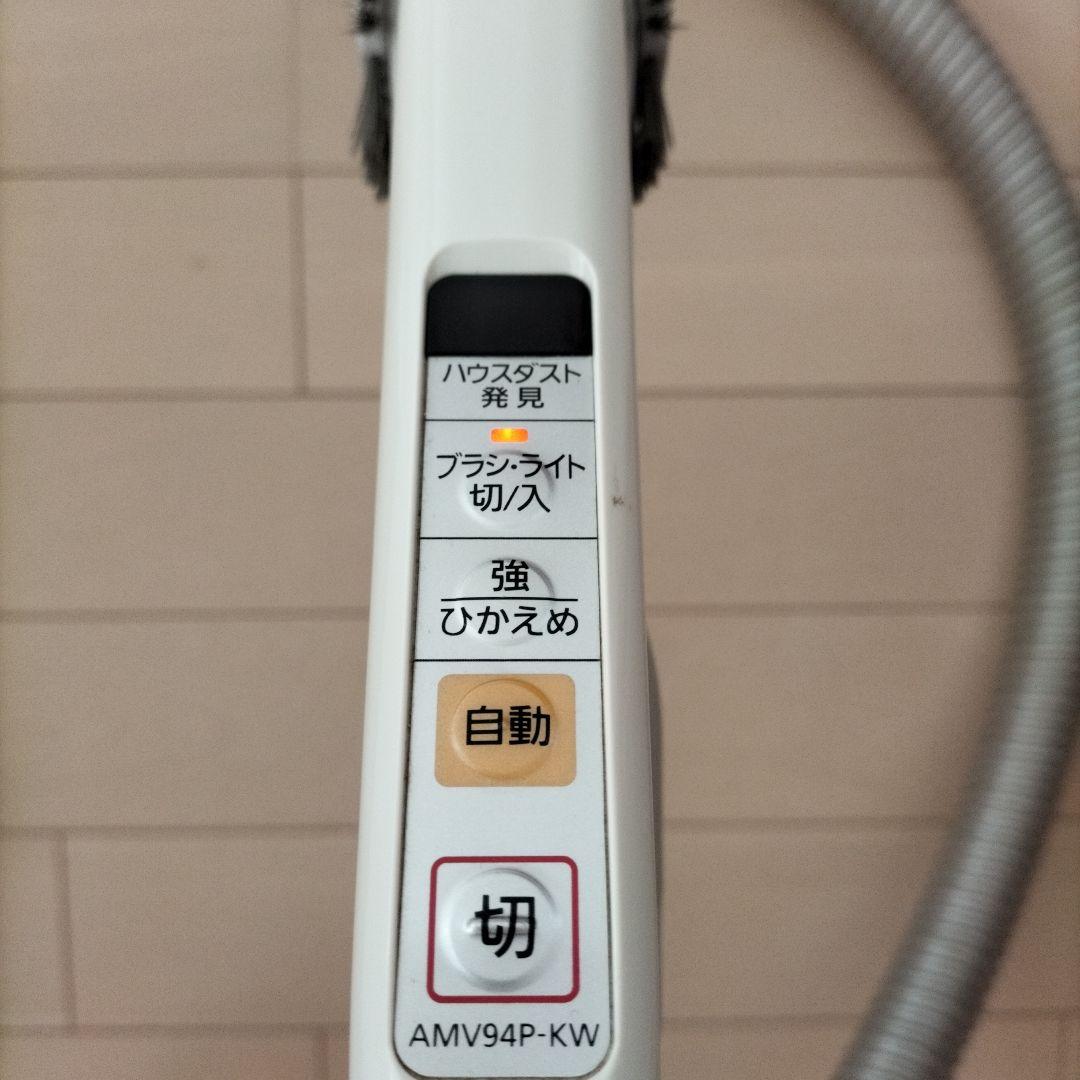 ハウスダスト
発見
ブラシ・ライト
切/入
強
ひかえめ
自動
切
AMV94P-KW